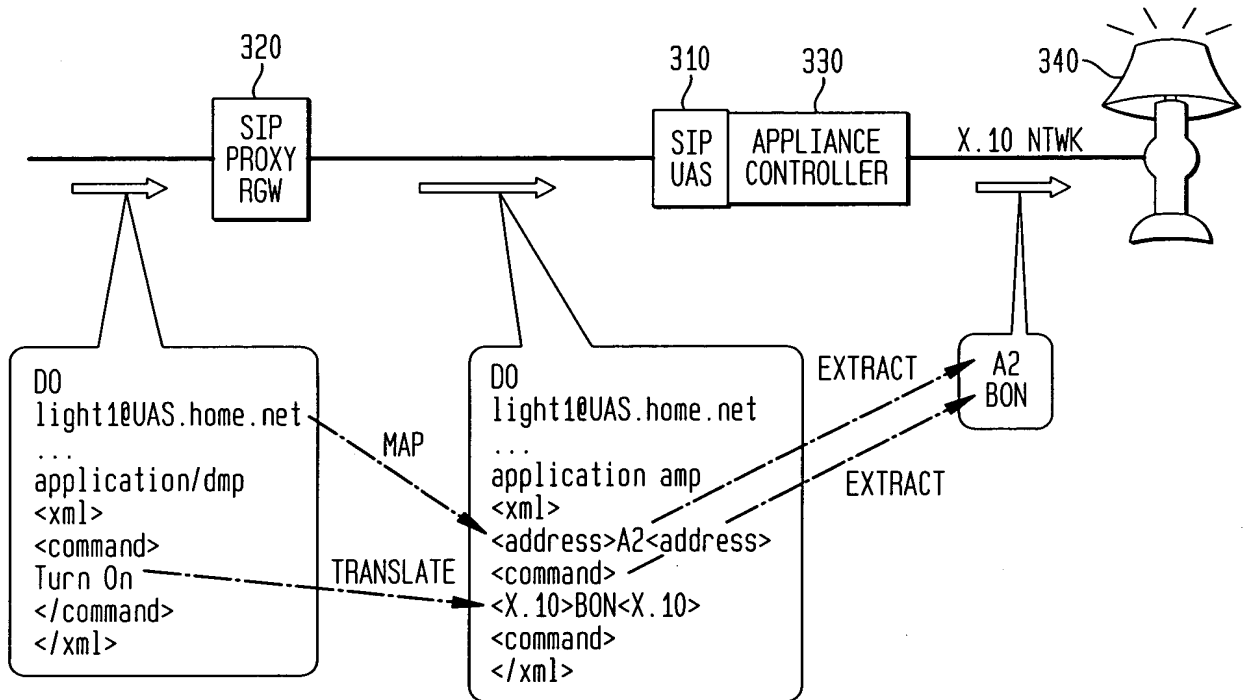 320
SIP
PROXY
RGW
310
SIP
UAS
330
APPLIANCE
CONTROLLER
X.10 NTWK
340
DO
light1@UAS.home.net
...
application/dmp
<xml>
<command>
Turn On
</command>
</xml>
MAP
TRANSLATE
DO
light1@UAS.home.net
...
application amp
<xml>
<address>A2<address>
<command>
<X.10>BON<X.10>
<command>
</xml>
EXTRACT
EXTRACT
A2
BON